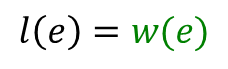 l(e) = w(e)